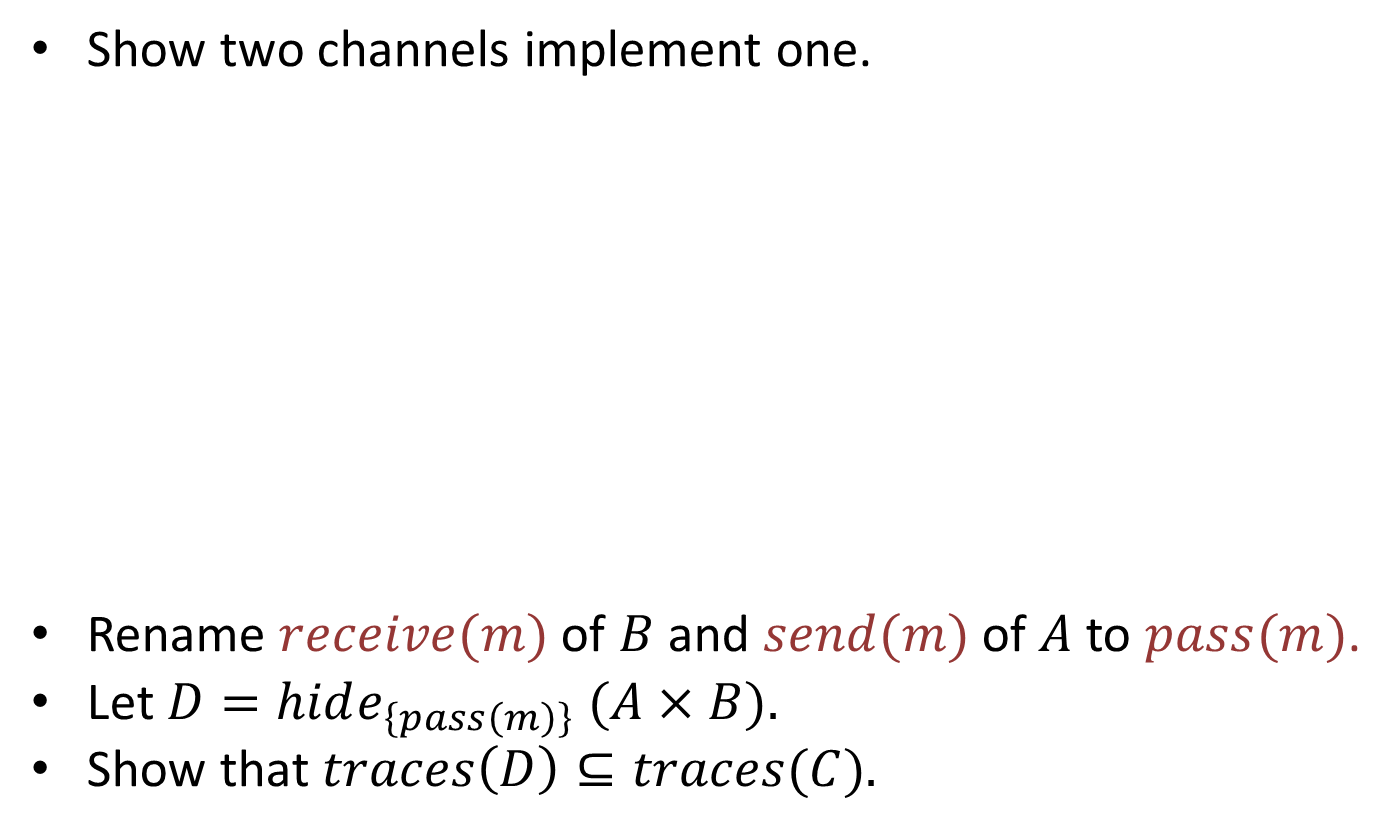 • Show two channels implement one.
• Rename receive(m) of B and send(m) of A to pass(m).
• Let D = hide_{pass(m)} (A × B).
• Show that traces(D) ⊆ traces(C).